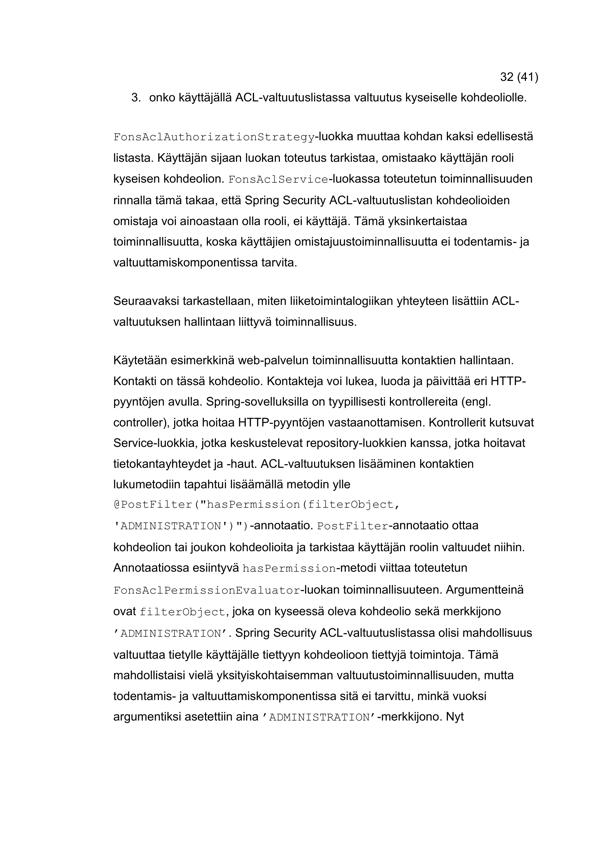 32 (41)
3. onko käyttäjällä ACL-valtuutuslistassa valtuutus kyseiselle kohdeoliolle.
FonsAclAuthorizationStrategy-luokka muuttaa kohdan kaksi edellisestä
listasta. Käyttäjän sijaan luokan toteutus tarkistaa, omistaako käyttäjän rooli
kyseisen kohdeolion. FonsAclService-luokassa toteutetun toiminnallisuuden
rinnalla tämä takaa, että Spring Security ACL-valtuutuslistan kohdeolioiden
omistaja voi ainoastaan olla rooli, ei käyttäjä. Tämä yksinkertaistaa
toiminnallisuutta, koska käyttäjien omistajuustoiminnallisuutta ei todentamis- ja
valtuuttamiskomponentissa tarvita.
Seuraavaksi tarkastellaan, miten liiketoimintalogiikan yhteyteen lisättiin ACL-
valtuutuksen hallintaan liittyvä toiminnallisuus.
Käytetään esimerkkinä web-palvelun toiminnallisuutta kontaktien hallintaan.
Kontakti on tässä kohdeolio. Kontakteja voi lukea, luoda ja päivittää eri HTTP-
pyyntöjen avulla. Spring-sovelluksilla on tyypillisesti kontrollereita (engl.
controller), jotka hoitaa HTTP-pyyntöjen vastaanottamisen. Kontrollerit kutsuvat
Service-luokkia, jotka keskustelevat repository-luokkien kanssa, jotka hoitavat
tietokantayhteydet ja -haut. ACL-valtuutuksen lisääminen kontaktien
lukumetodiin tapahtui lisäämällä metodin ylle
@PostFilter("hasPermission(filterObject,
'ADMINISTRATION')")-annotaatio. PostFilter-annotaatio ottaa
kohdeolion tai joukon kohdeolioita ja tarkistaa käyttäjän roolin valtuudet niihin.
Annotaatiossa esiintyvä hasPermission-metodi viittaa toteutetun
FonsAclPermissionEvaluator-luokan toiminnallisuuteen. Argumentteinä
ovat filterObject, joka on kyseessä oleva kohdeolio sekä merkkijono
’ADMINISTRATION’. Spring Security ACL-valtuutuslistassa olisi mahdollisuus
valtuuttaa tietylle käyttäjälle tiettyyn kohdeolioon tiettyjä toimintoja. Tämä
mahdollistaisi vielä yksityiskohtaisemman valtuutustoiminnallisuuden, mutta
todentamis- ja valtuuttamiskomponentissa sitä ei tarvittu, minkä vuoksi
argumentiksi asetettiin aina ’ADMINISTRATION’-merkkijono. Nyt